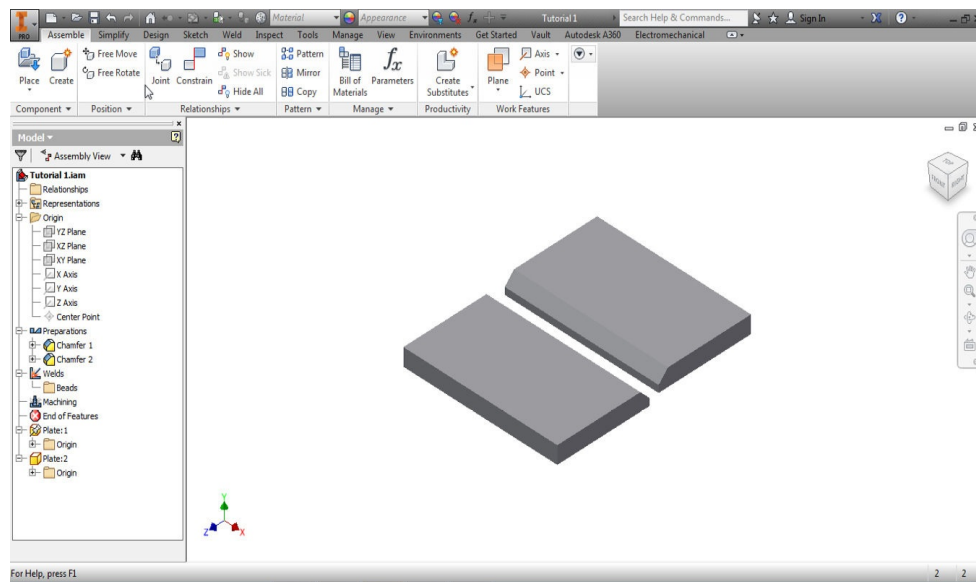 Material Appearance Tutorial 1 Search Help & Commands... Sign In
PRO Assemble Simplify Design Sketch Weld Inspect Tools Manage View Environments Get Started Vault Autodesk A360 Electromechanical
Free Move Show Pattern Axis
Free Rotate Show Sick Mirror Point
Place Create Joint Constrain Hide All Copy Bill of Materials Parameters Create Substitutes Plane UCS
Component Position Relationships Pattern Manage Productivity Work Features
Model
Assembly View
Tutorial 1.iam
Relationships
Representations
Origin
YZ Plane
XZ Plane
XY Plane
X Axis
Y Axis
Z Axis
Center Point
Preparations
Chamfer 1
Chamfer 2
Welds
Beads
Machining
End of Features
Plate:1
Origin
Plate:2
Origin
TOP
FRONT RIGHT
Y
Z X
For Help, press F1 2 2